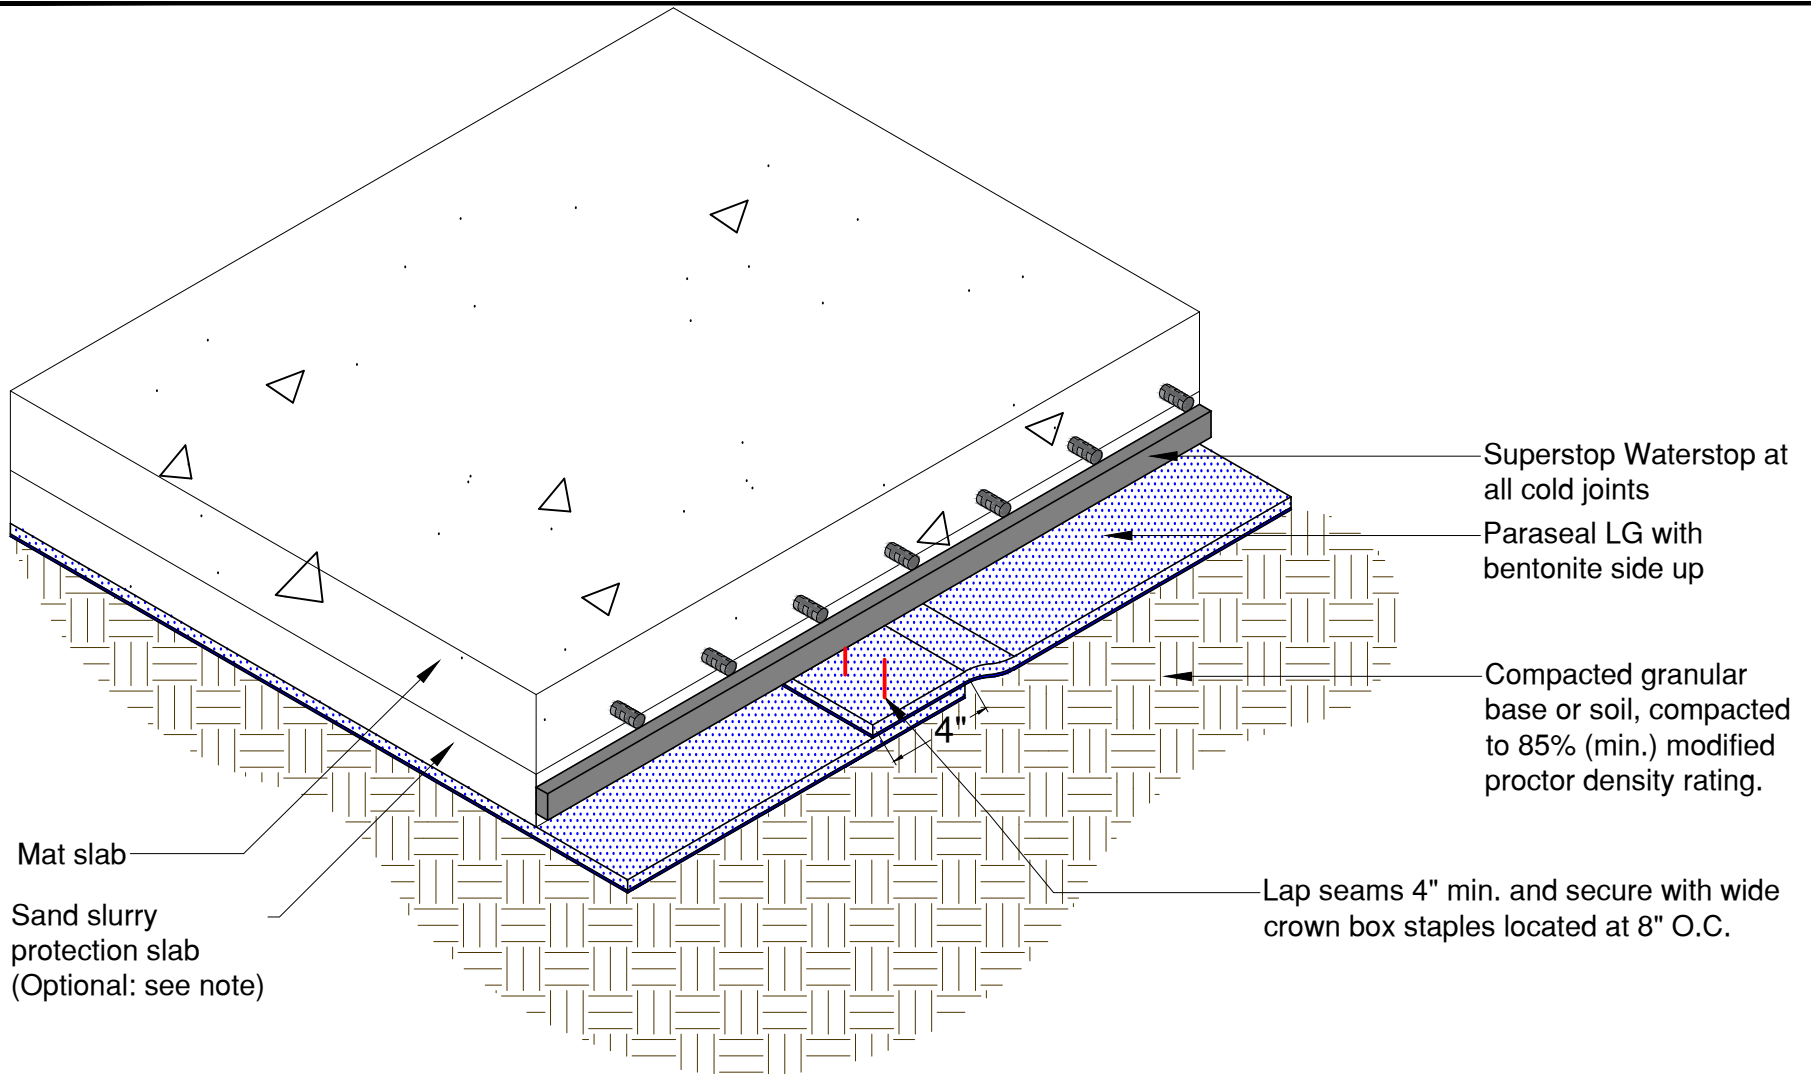 Superstop Waterstop at
all cold joints
Paraseal LG with
bentonite side up
Compacted granular
base or soil, compacted
to 85% (min.) modified
proctor density rating.
4"
Mat slab
Lap seams 4" min. and secure with wide
crown box staples located at 8" O.C.
Sand slurry
protection slab
(Optional: see note)